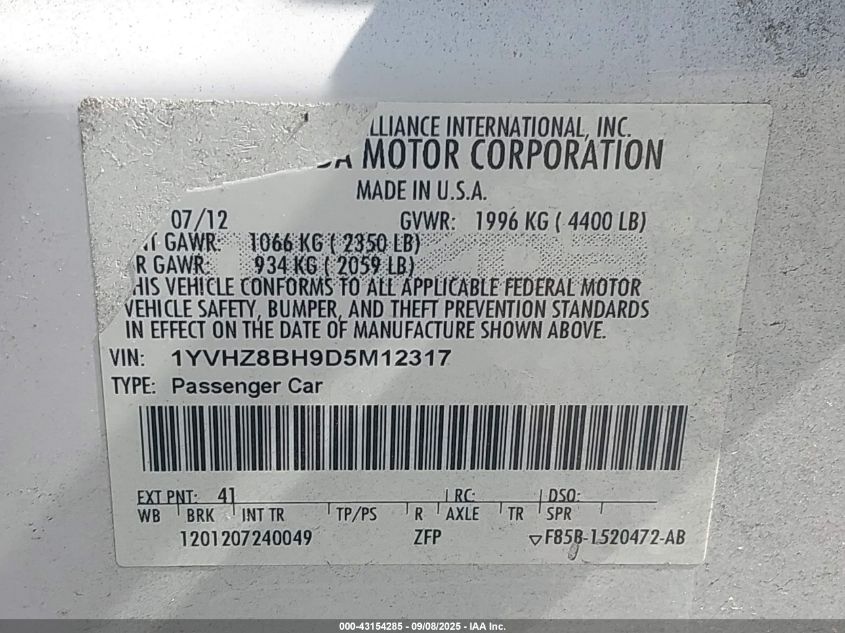 LLIANCE INTERNATIONAL, INC.
DA MOTOR CORPORATION
MADE IN U.S.A.
07/12 GVWR: 1996 KG ( 4400 LB)
NT GAWR: 1066 KG ( 2350 LB)
R GAWR: 934 KG ( 2059 LB)
HIS VEHICLE CONFORMS TO ALL APPLICABLE FEDERAL MOTOR
VEHICLE SAFETY, BUMPER, AND THEFT PREVENTION STANDARDS
IN EFFECT ON THE DATE OF MANUFACTURE SHOWN ABOVE.
VIN: 1YVHZ8BH9D5M12317
TYPE: Passenger Car
EXT PNT: 41 RC: DSO:
WB BRK INT TR TP/PS R AXLE TR SPR
1201207240049 ZFP F85B-1520472-AB
000-43154285 - 09/08/2025 - IAA Inc.